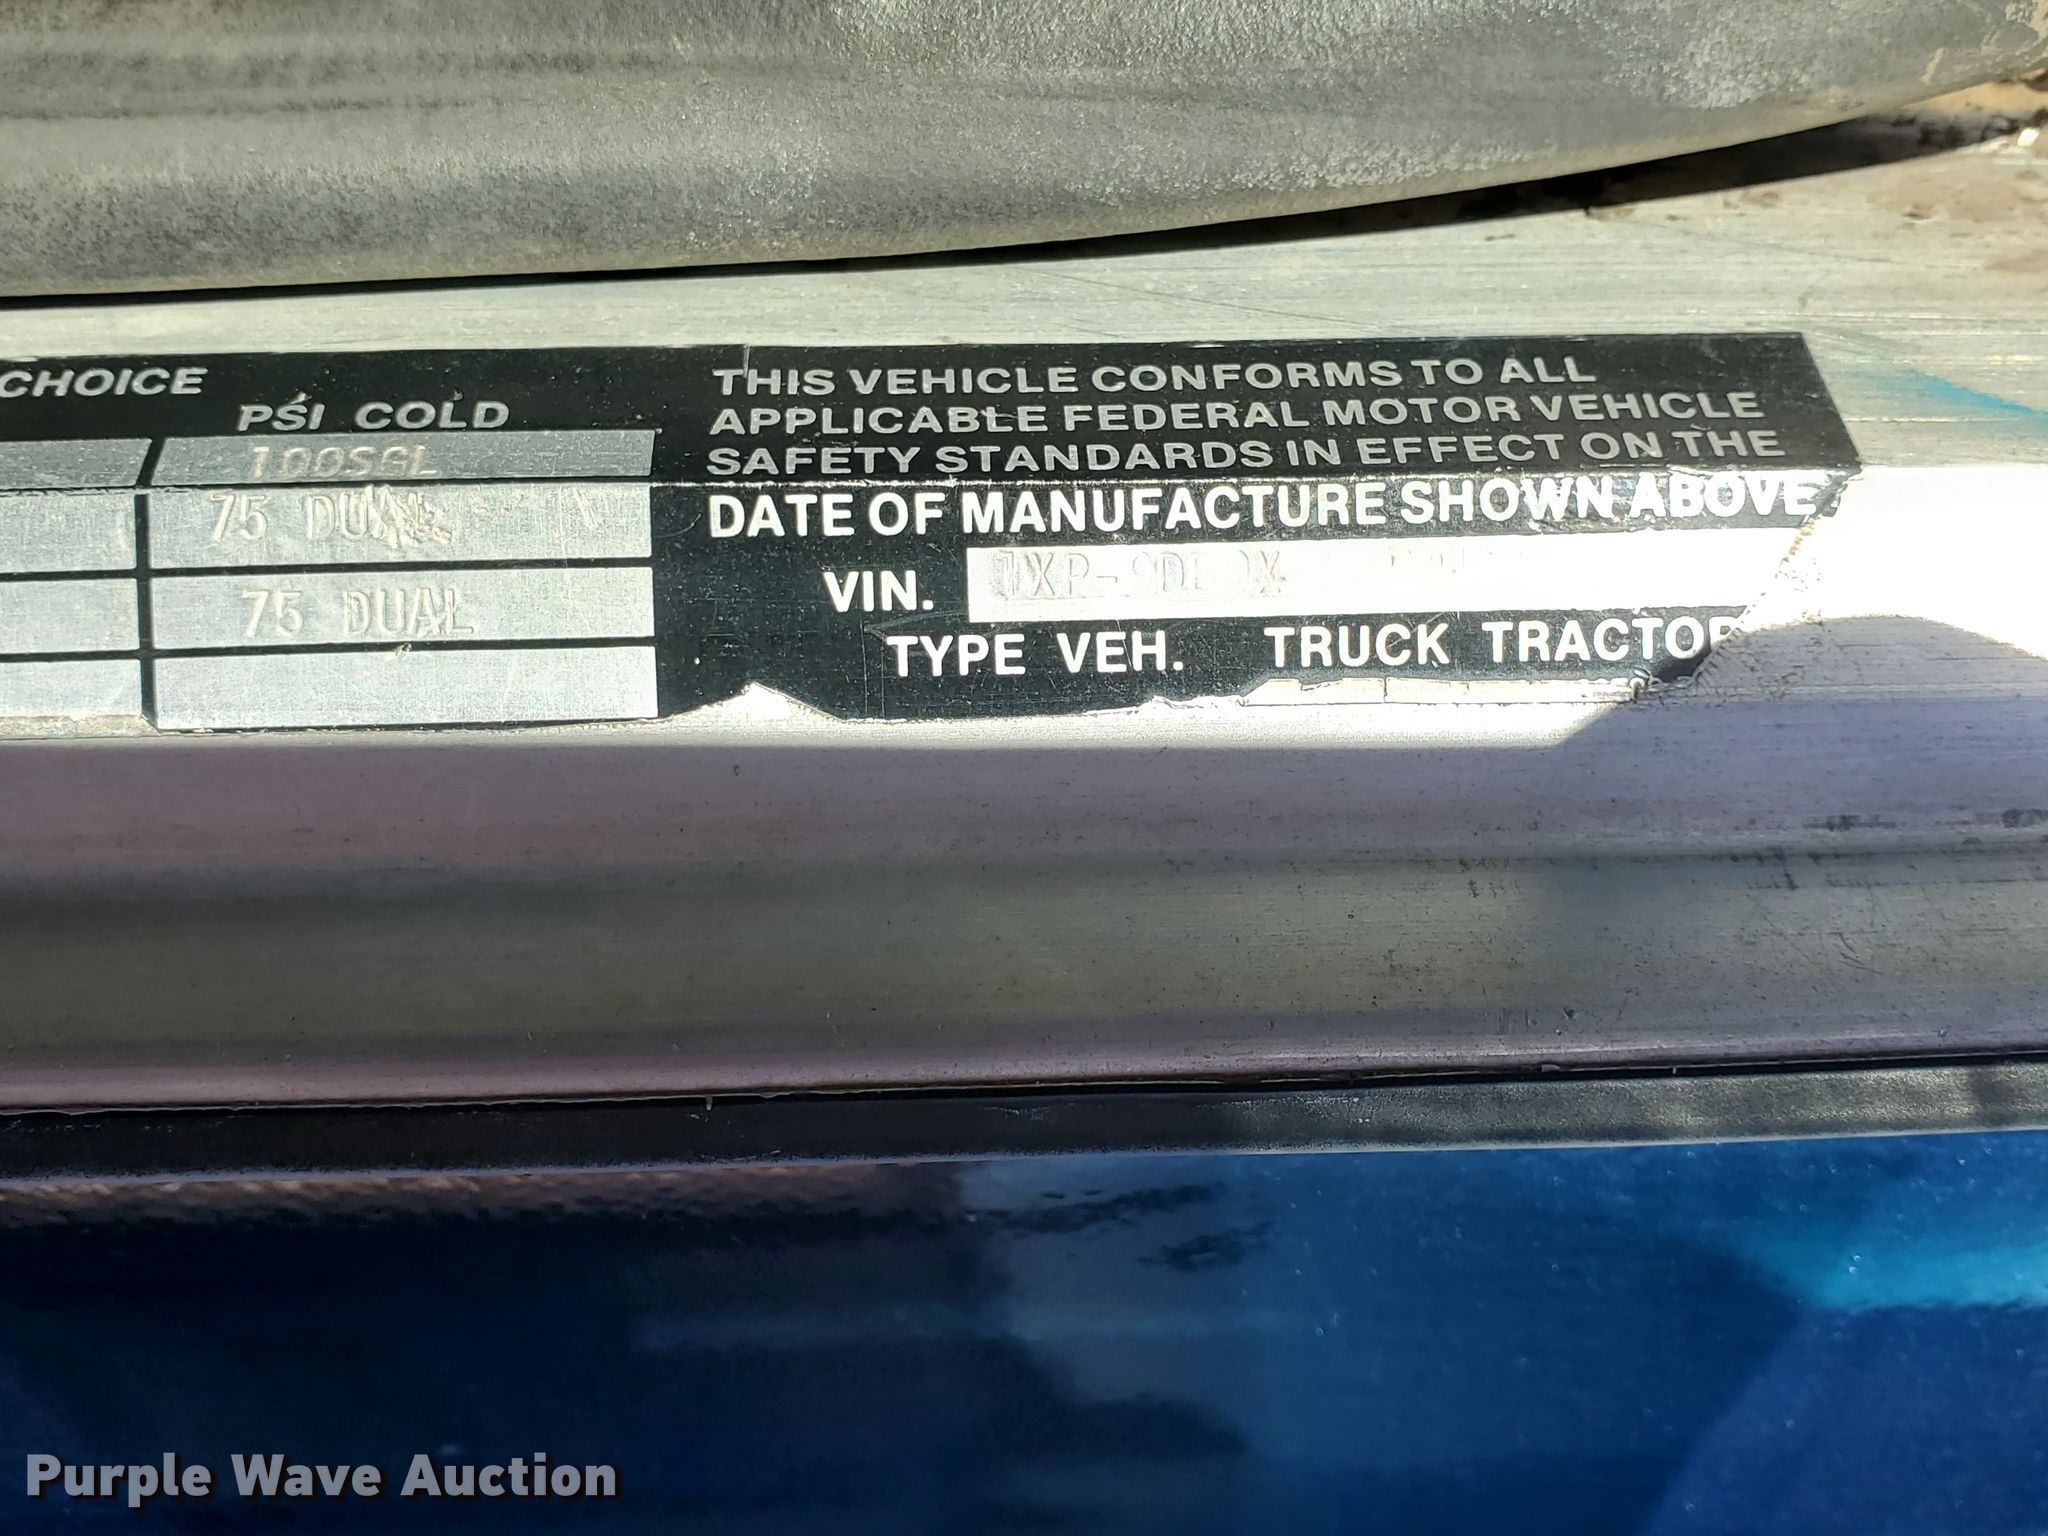 CHOICE
PSI COLD
100SGL
75 DUAL
75 DUAL
THIS VEHICLE CONFORMS TO ALL
APPLICABLE FEDERAL MOTOR VEHICLE
SAFETY STANDARDS IN EFFECT ON THE
DATE OF MANUFACTURE SHOWN ABOVE
VIN.
TYPE VEH. TRUCK TRACTOR
Purple Wave Auction